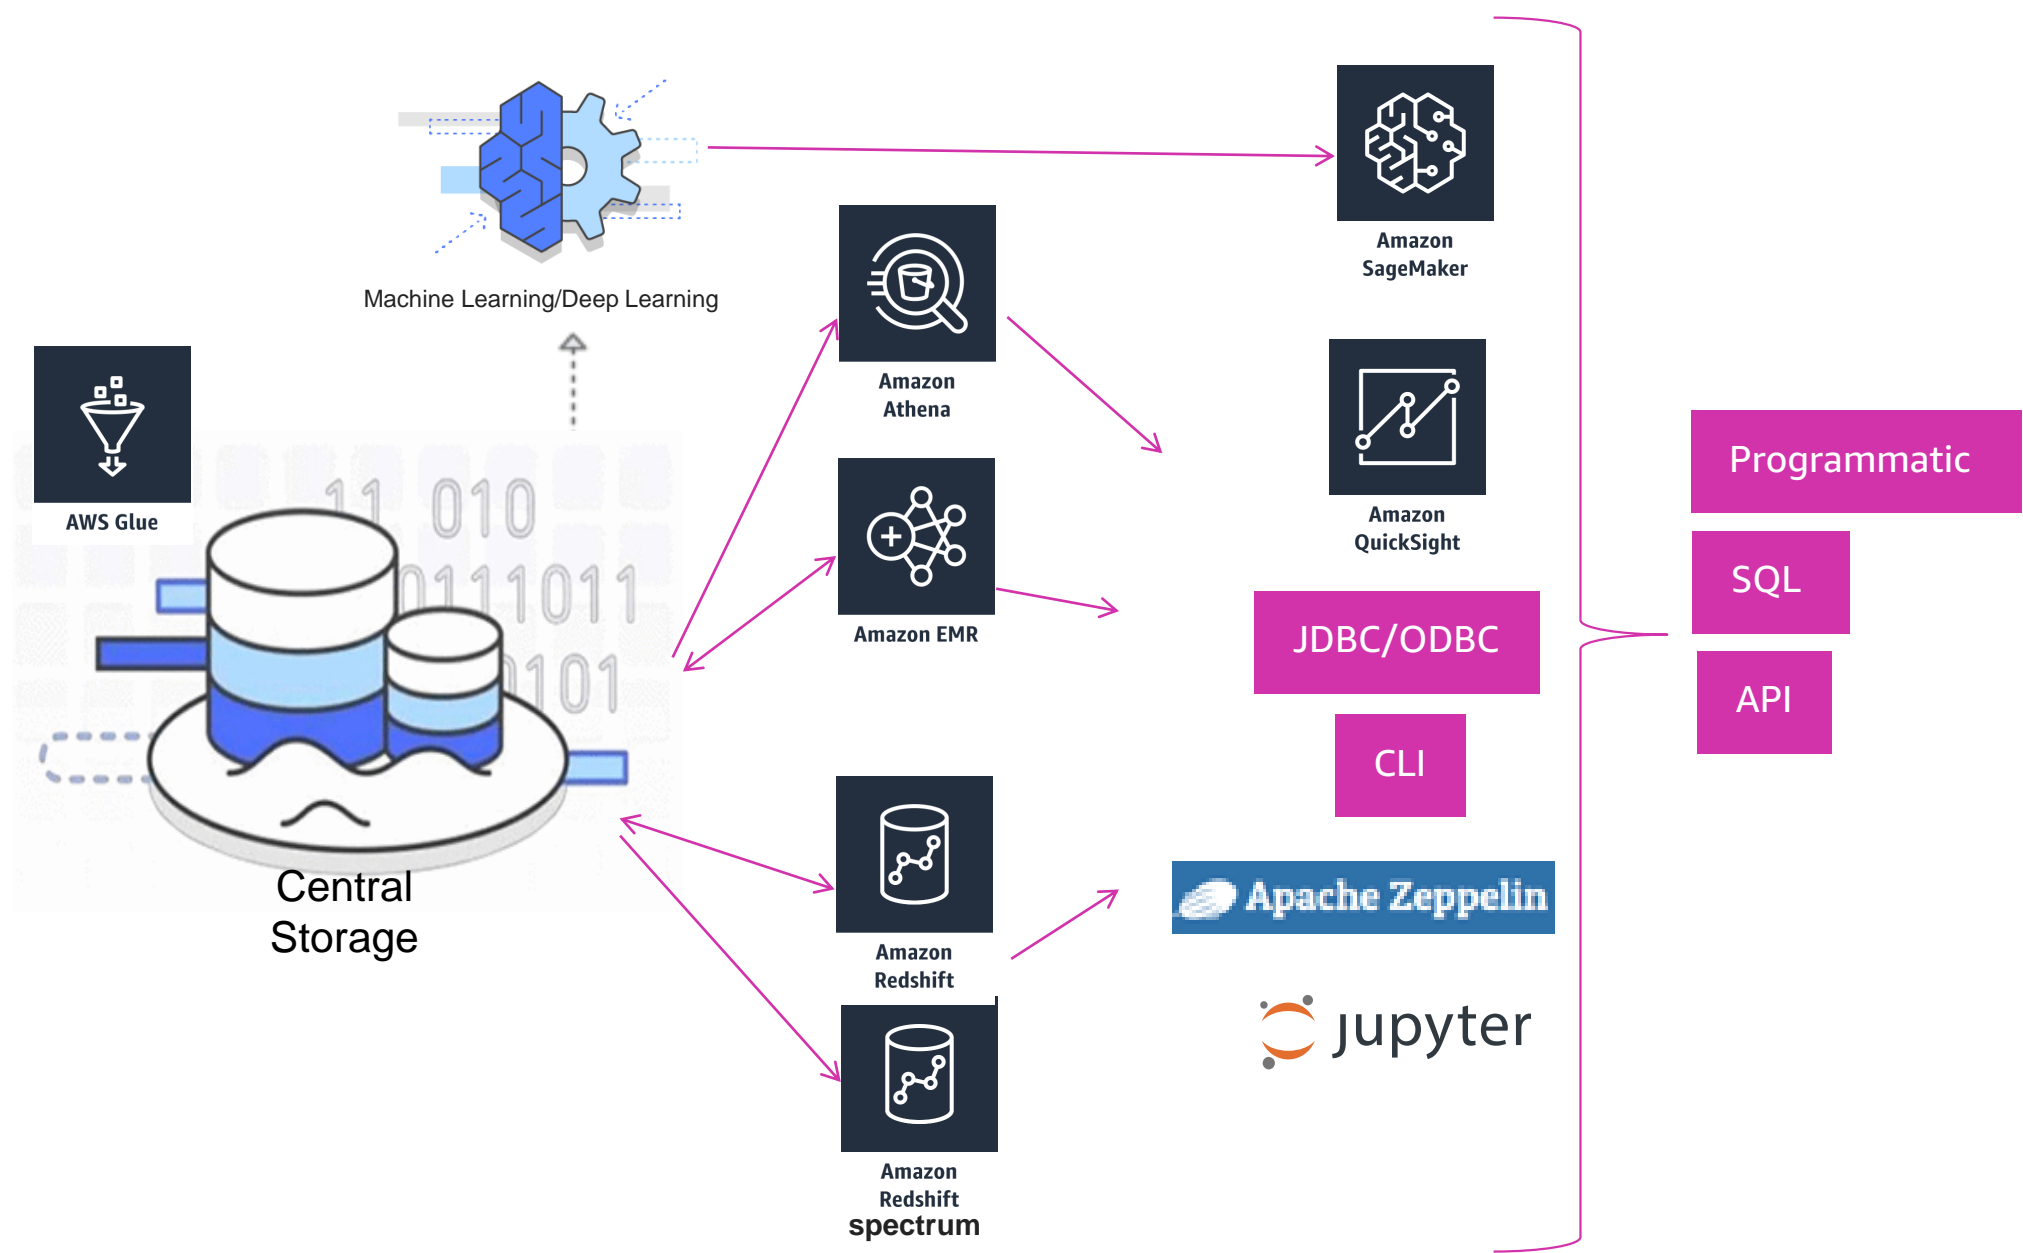 Machine Learning/Deep Learning
Amazon
SageMaker
Amazon
Athena
AWS Glue
11 010
0111011
0101
Central
Storage
Amazon EMR
Amazon
QuickSight
JDBC/ODBC
CLI
Amazon
Redshift
Apache Zeppelin
jupyter
Amazon
Redshift
spectrum
Programmatic
SQL
API